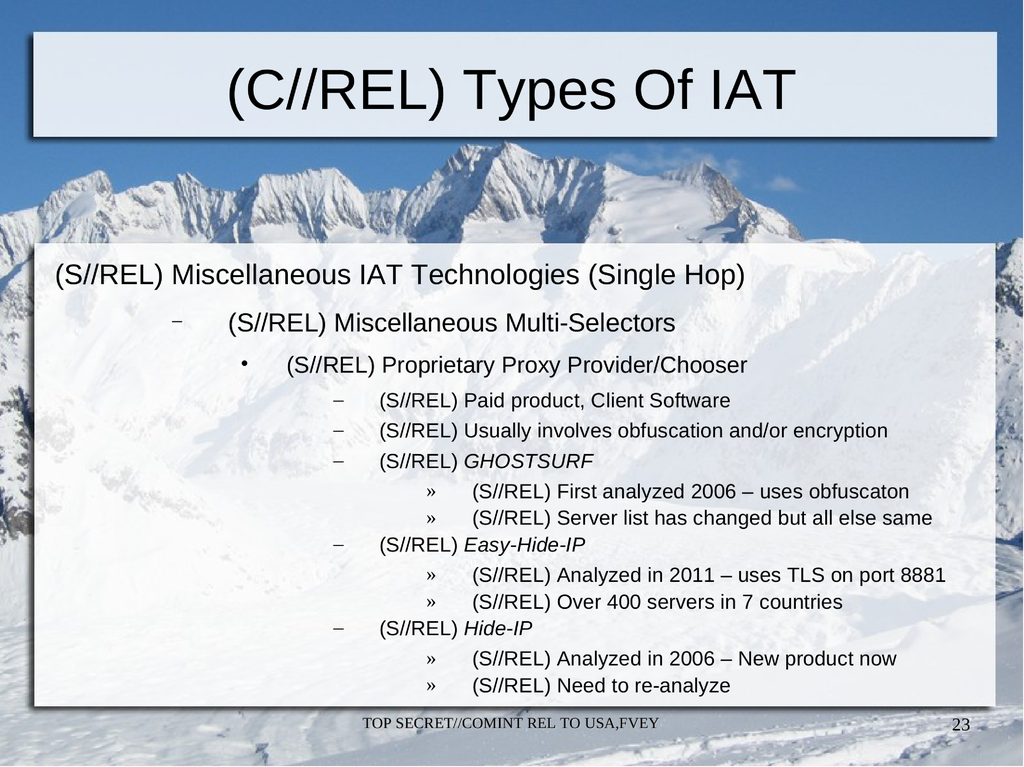 (C//REL) Types Of IAT
(S//REL) Miscellaneous IAT Technologies (Single Hop)
– (S//REL) Miscellaneous Multi-Selectors
• (S//REL) Proprietary Proxy Provider/Chooser
– (S//REL) Paid product, Client Software
– (S//REL) Usually involves obfuscation and/or encryption
– (S//REL) GHOSTSURF
» (S//REL) First analyzed 2006 – uses obfuscaton
» (S//REL) Server list has changed but all else same
– (S//REL) Easy-Hide-IP
» (S//REL) Analyzed in 2011 – uses TLS on port 8881
» (S//REL) Over 400 servers in 7 countries
– (S//REL) Hide-IP
» (S//REL) Analyzed in 2006 – New product now
» (S//REL) Need to re-analyze
TOP SECRET//COMINT REL TO USA,FVEY
23